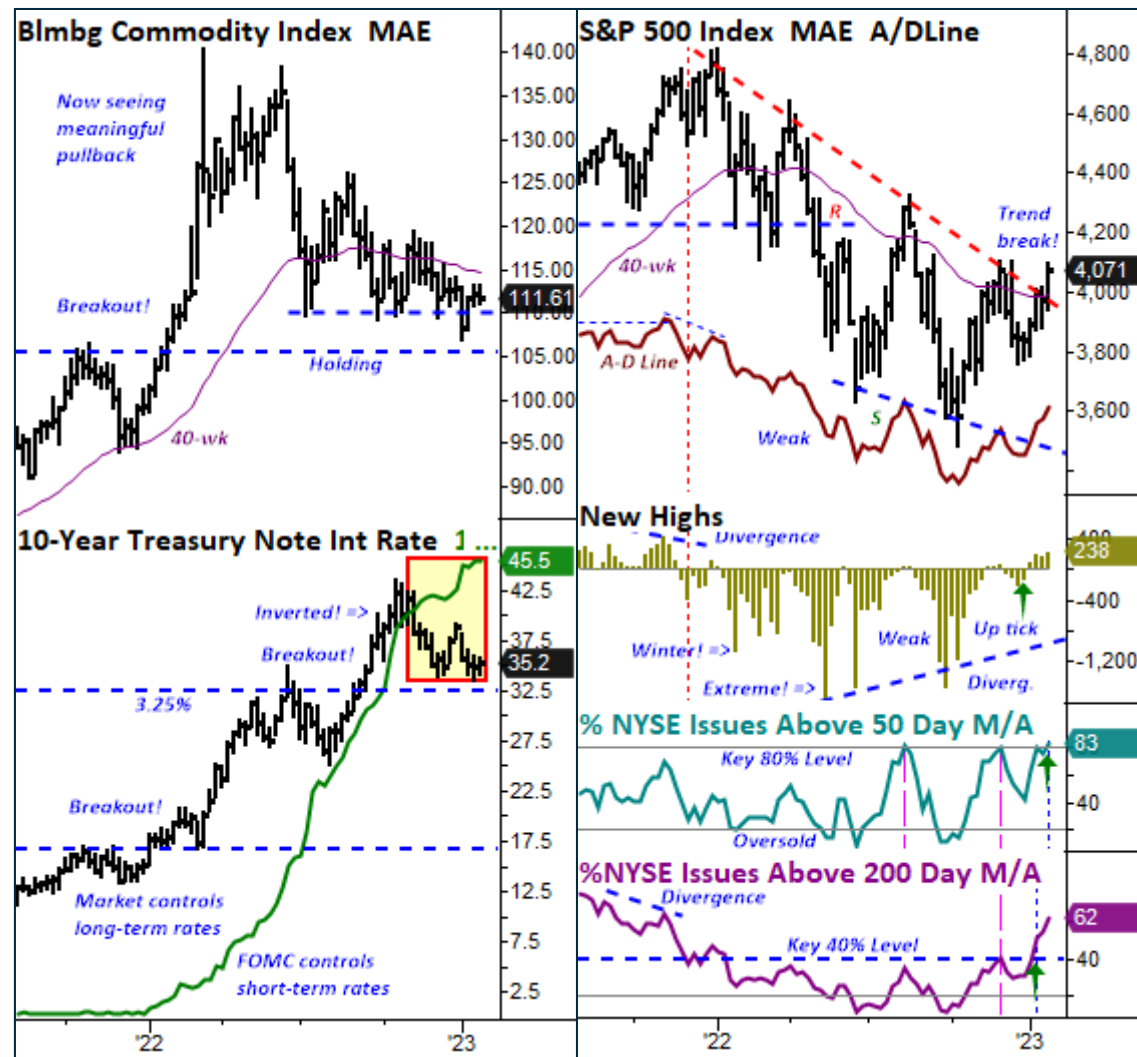 Blmbg Commodity Index MAE
140.00
Now seeing
meaningful
pullback
135.00
130.00
125.00
120.00
115.00
111.61
110.00
Breakout!
105.00
Holding
100.00
40-wk
95.00
90.00
10-Year Treasury Note Int Rate 1 ...
45.5
42.5
Inverted! =>
37.5
Breakout!
35.2
32.5
3.25%
27.5
22.5
Breakout!
17.5
12.5
Market controls
long-term rates
7.5
FOMC controls
short-term rates
2.5
'22
'23
S&P 500 Index MAE A/DLine
4,800
4,600
4,400
R
Trend
break!
4,200
40-wk
4,071
4,000
A-D Line
3,800
S
3,600
Weak
New Highs
Divergence
400
238
-400
Weak
Up tick
Winter! =>
-1,200
Extreme! =>
Diverg.
% NYSE Issues Above 50 Day M/A
83
Key 80% Level
40
Oversold
%NYSE Issues Above 200 Day M/A
Divergence
62
Key 40% Level
40
'22
'23